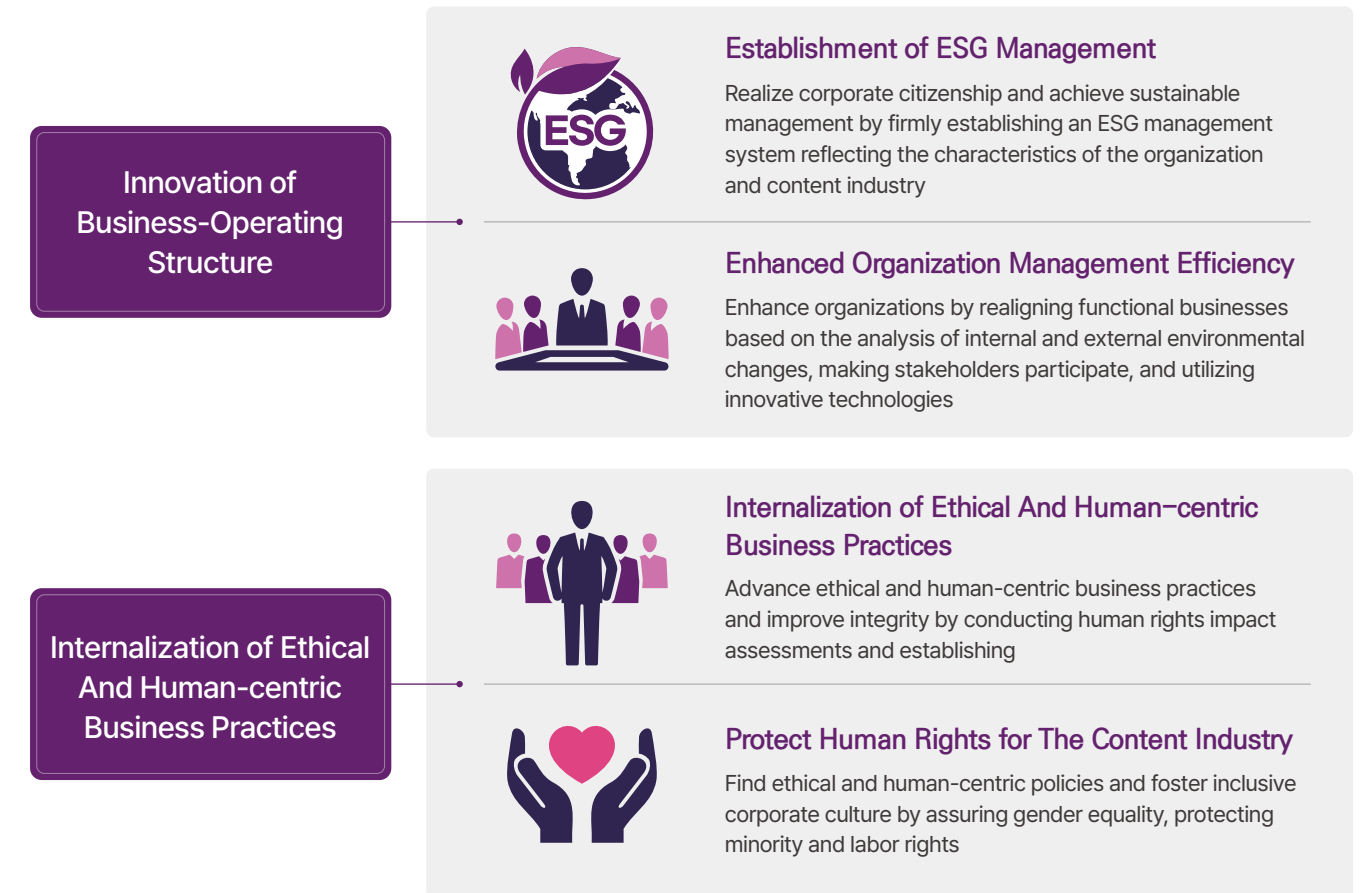 Innovation of
Business-Operating
Structure
ESG
Establishment of ESG Management
Realize corporate citizenship and achieve sustainable
management by firmly establishing an ESG management
system reflecting the characteristics of the organization
and content industry
Enhanced Organization Management Efficiency
Enhance organizations by realigning functional businesses
based on the analysis of internal and external environmental
changes, making stakeholders participate, and utilizing
innovative technologies
Internalization of Ethical
And Human-centric
Business Practices
Internalization of Ethical And Human-centric
Business Practices
Advance ethical and human-centric business practices
and improve integrity by conducting human rights impact
assessments and establishing
Protect Human Rights for The Content Industry
Find ethical and human-centric policies and foster inclusive
corporate culture by assuring gender equality, protecting
minority and labor rights